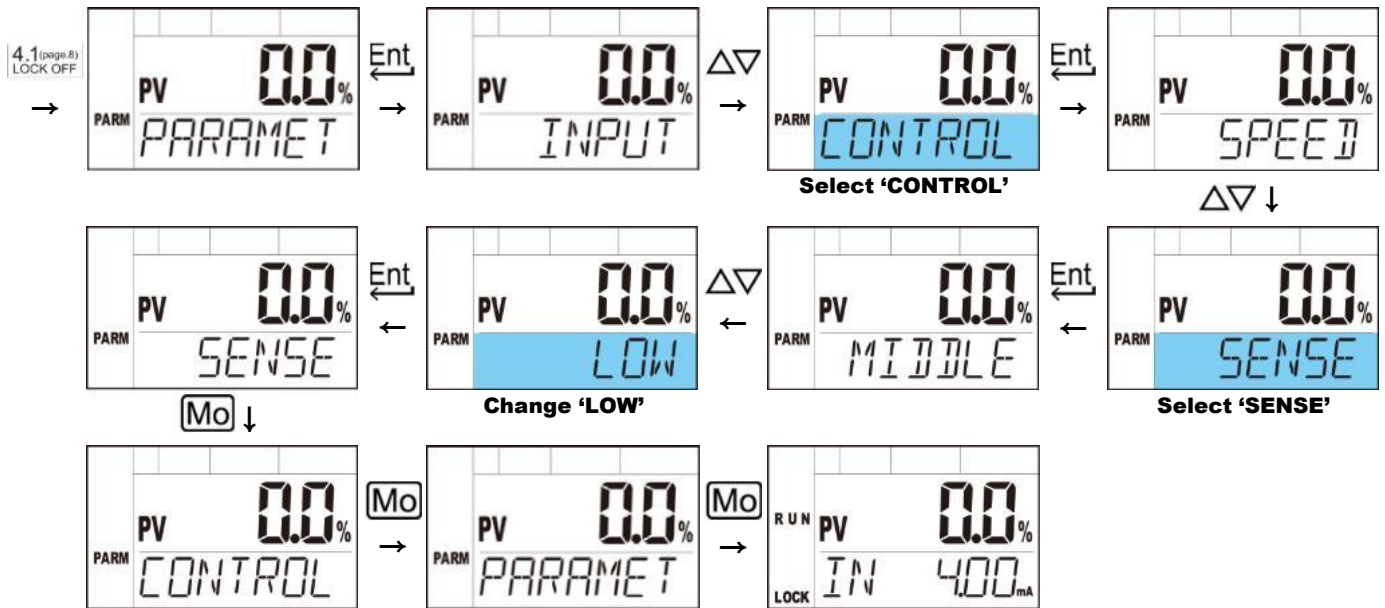 4.1(page.8)
LOCK OFF
→
PARM PV 0.0%
PARAMET
Ent
→
PARM PV 0.0%
INPUT
△▽
→
PARM PV 0.0%
CONTROL
Select ‘CONTROL’
Ent
→
PARM PV 0.0%
SPEED
△▽ ↓
PARM PV 0.0%
SENSE
Select ‘SENSE’
Ent
←
PARM PV 0.0%
MIDDLE
△▽
←
PARM PV 0.0%
LOW
Change ‘LOW’
Ent
←
PARM PV 0.0%
SENSE
Mo ↓
PARM PV 0.0%
CONTROL
Mo
→
PARM PV 0.0%
PARAMET
Mo
→
RUN PV 0.0%
LOCK IN 4.00mA